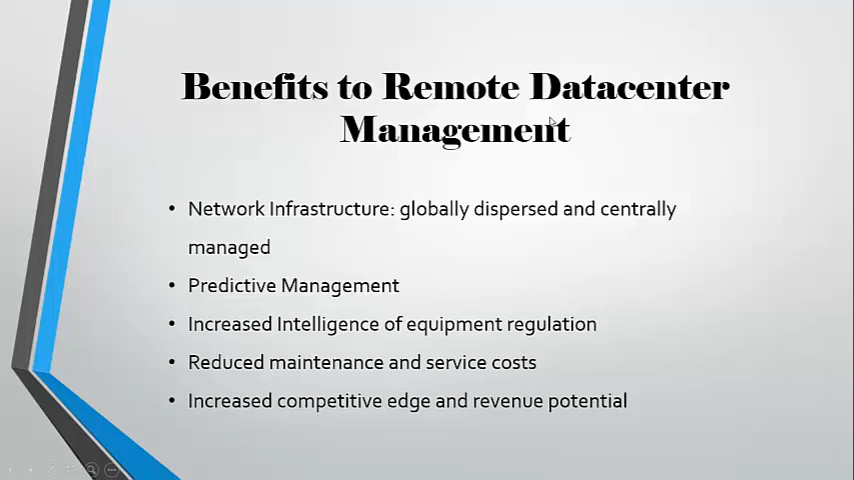 Benefits to Remote Datacenter
Management
• Network Infrastructure: globally dispersed and centrally
managed
• Predictive Management
• Increased Intelligence of equipment regulation
• Reduced maintenance and service costs
• Increased competitive edge and revenue potential